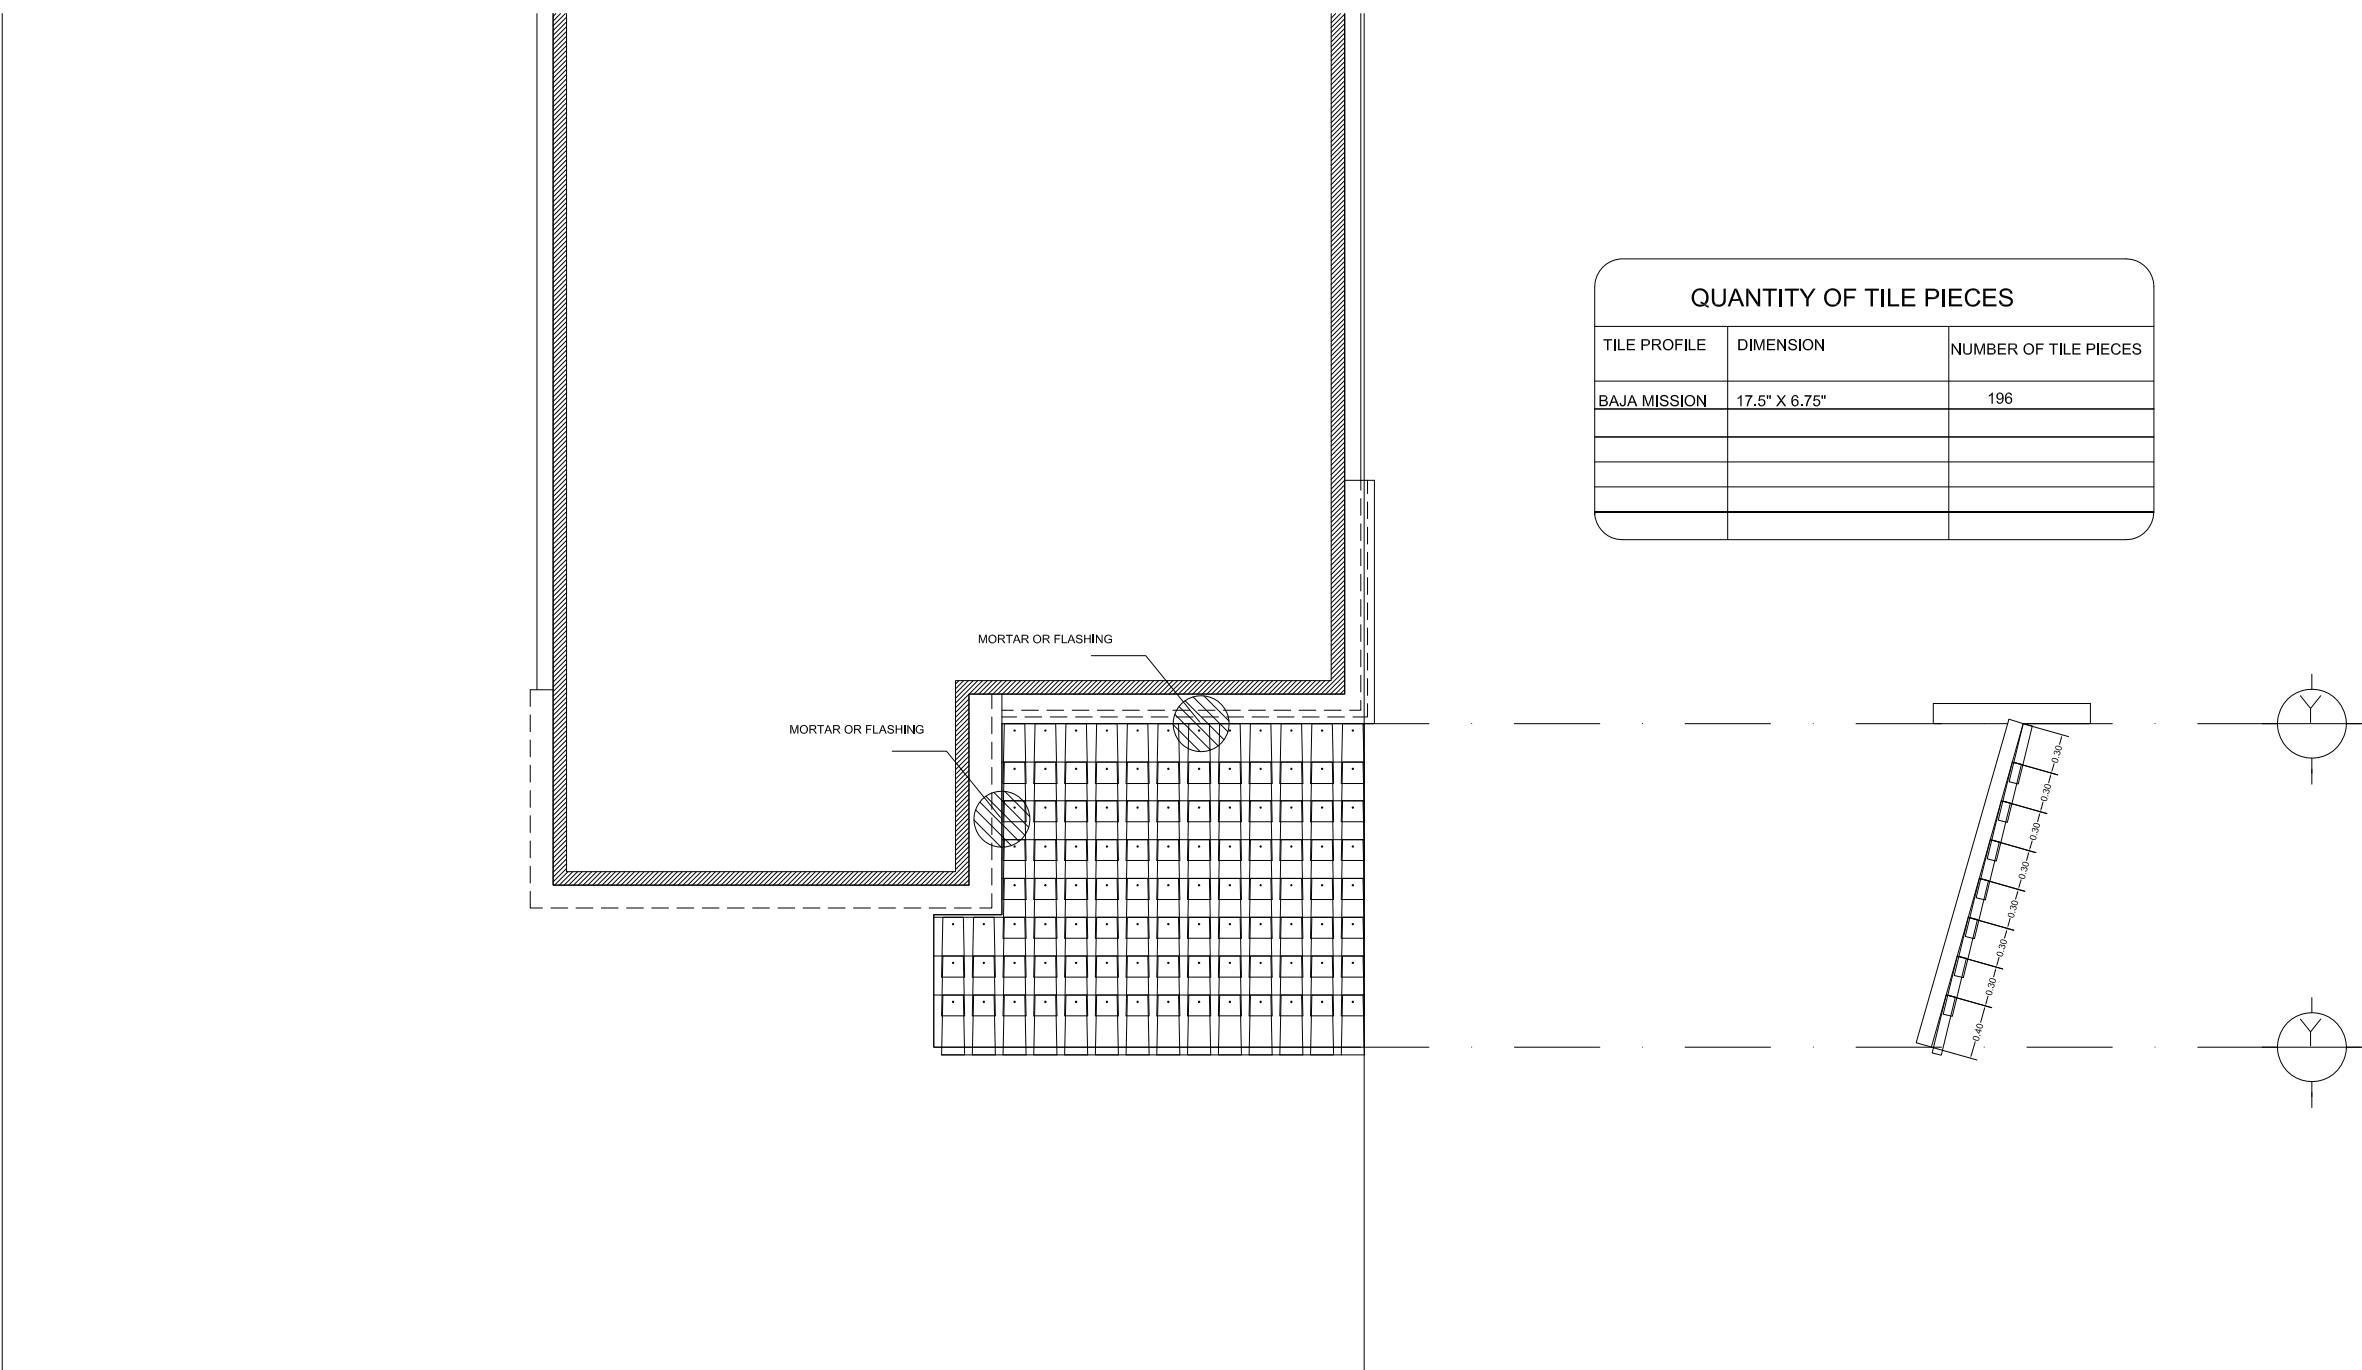 QUANTITY OF TILE PIECES
TILE PROFILE DIMENSION NUMBER OF TILE PIECES
BAJA MISSION 17.5" X 6.75" 196
MORTAR OR FLASHING
MORTAR OR FLASHING
Y
0.30
0.30
0.30
0.30
0.30
0.30
0.30
0.40
Y